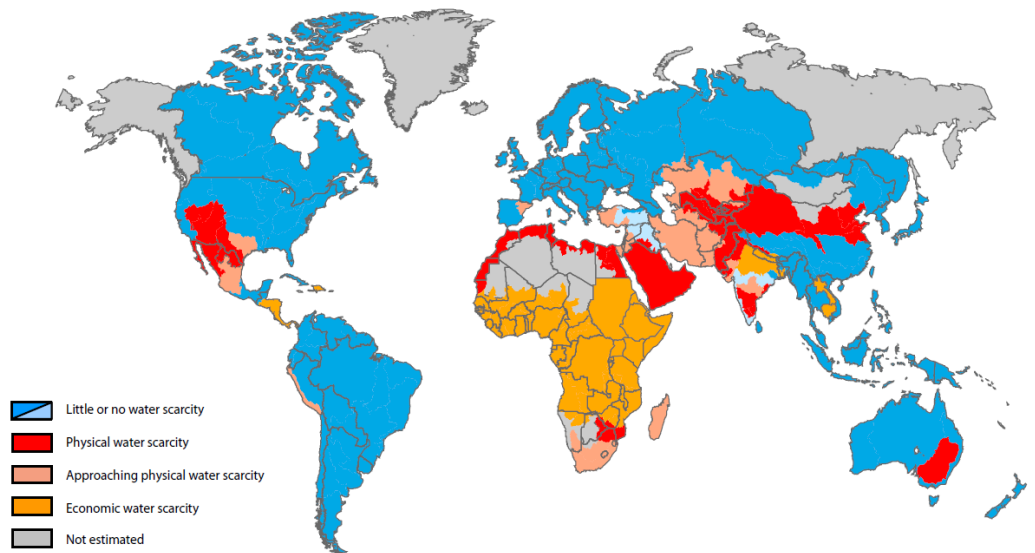 Little or no water scarcity
Physical water scarcity
Approaching physical water scarcity
Economic water scarcity
Not estimated